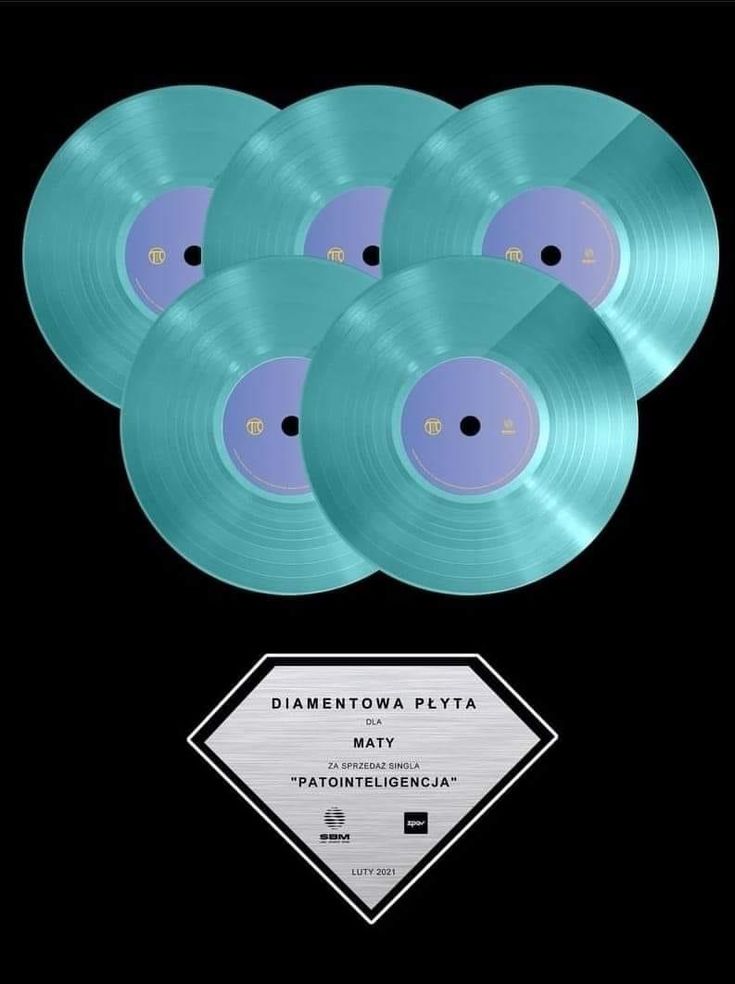 DIAMENTOWA PŁYTA
DLA
MATY
ZA SPRZEDAŻ SINGLA
"PATOINTELIGENCJA"
SBM
zpav
LUTY 2021